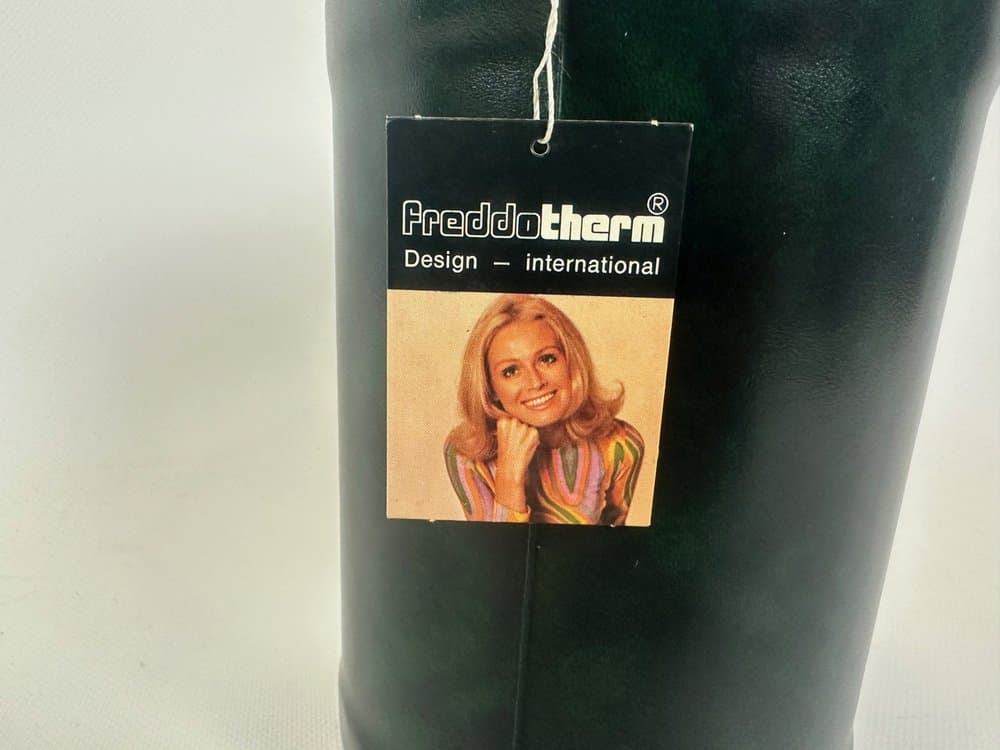 freddotherm®
Design — international